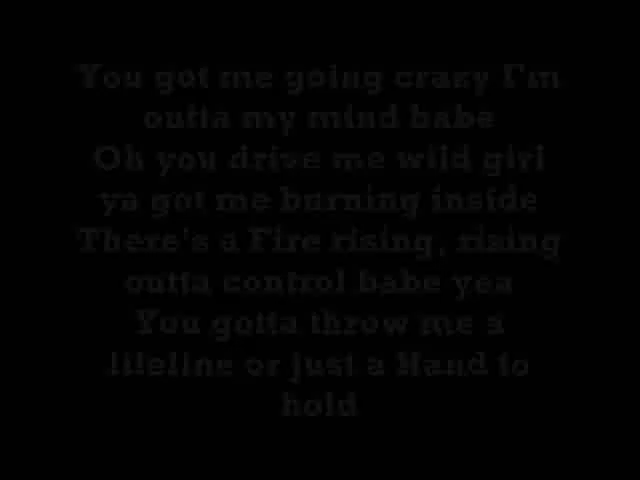 You got me going crazy I'm
outta my mind babe
Oh you drive me wild girl
ya got me burning inside
There's a Fire rising, rising
outta control babe yea
You gotta throw me a
lifeline or just a Hand to
hold